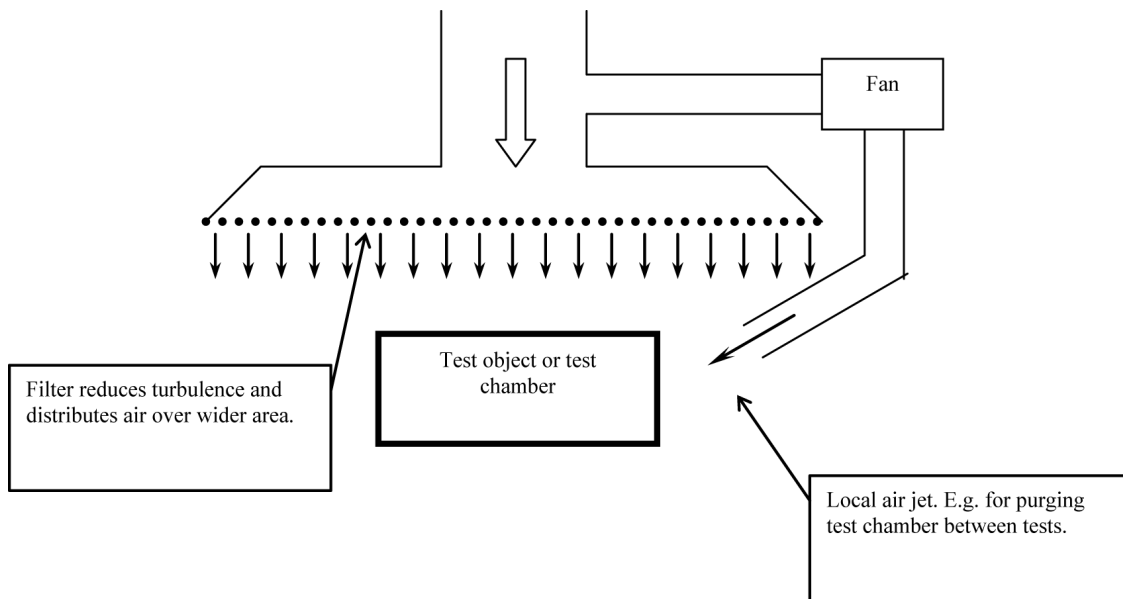 Fan
Test object or test
chamber
Filter reduces turbulence and
distributes air over wider area.
Local air jet. E.g. for purging
test chamber between tests.